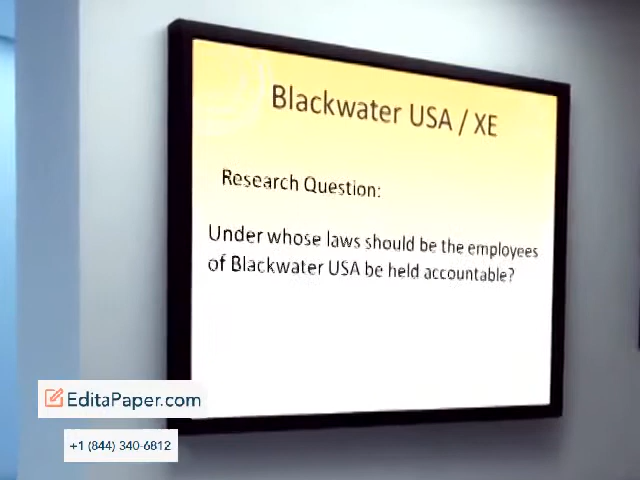 Blackwater USA / XE
Research Question:
Under whose laws should be the employees
of Blackwater USA be held accountable?
EditaPaper.com
+1 (844) 340-6812